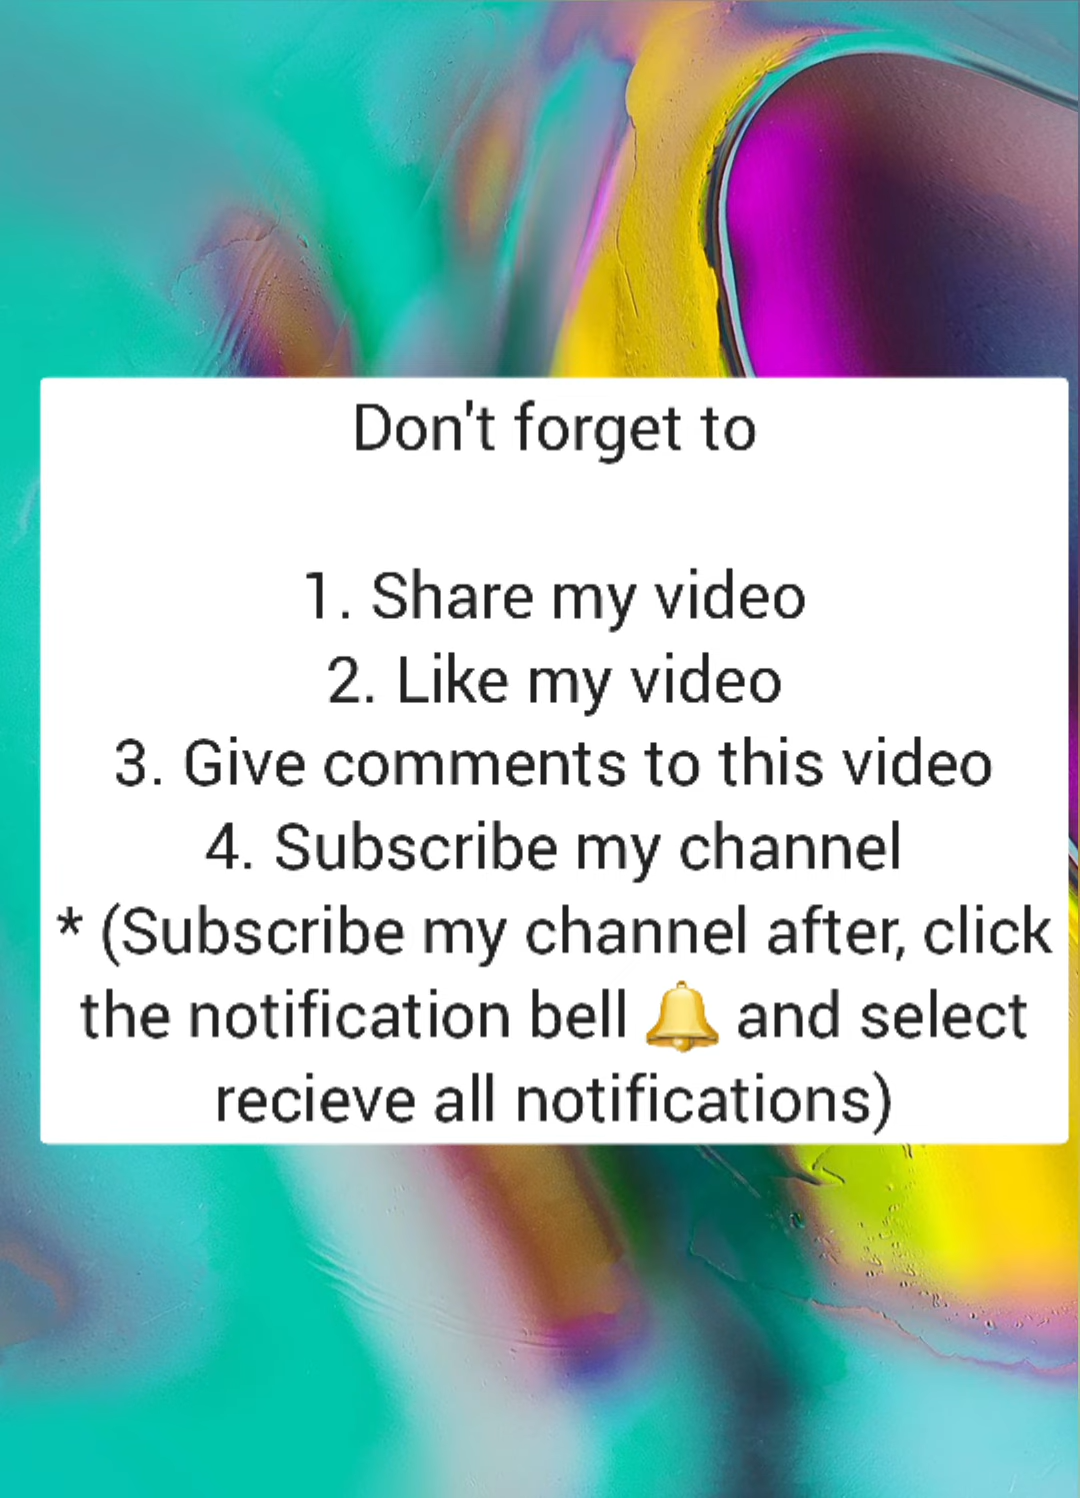 Don't forget to
1. Share my video
2. Like my video
3. Give comments to this video
4. Subscribe my channel
* (Subscribe my channel after, click
the notification bell 🔔 and select
recieve all notifications)